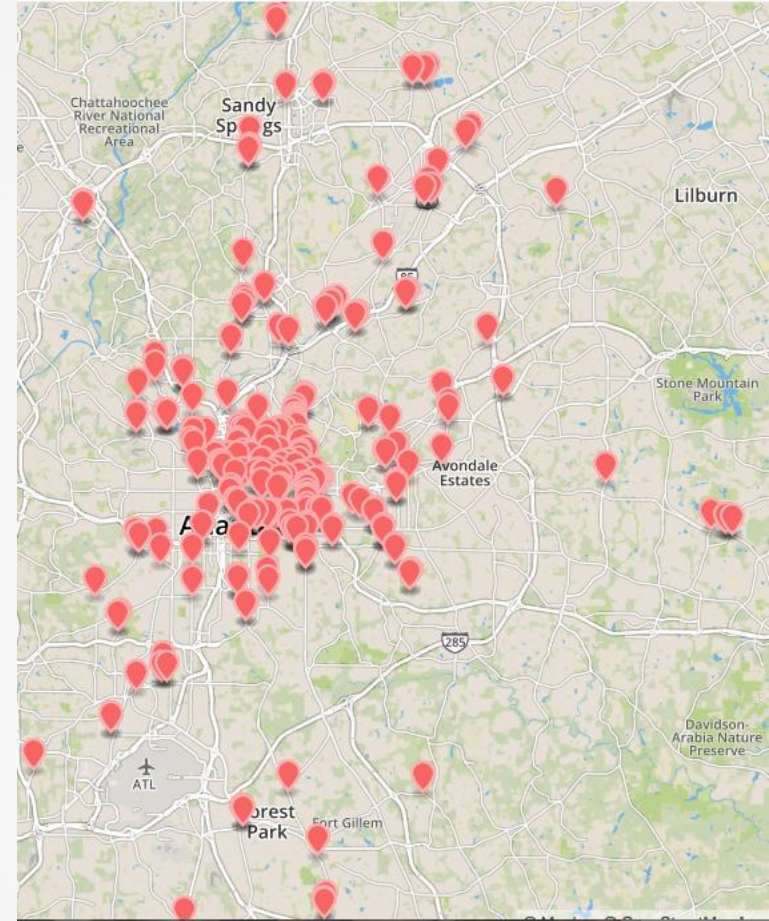 Chattahoochee
River National
Recreational
Area
Sandy
Springs
Lilburn
85
Stone Mountain
Park
Avondale
Estates
285
Davidson-
Arabia Nature
Preserve
ATL
Forest
Park
Fort Gillem